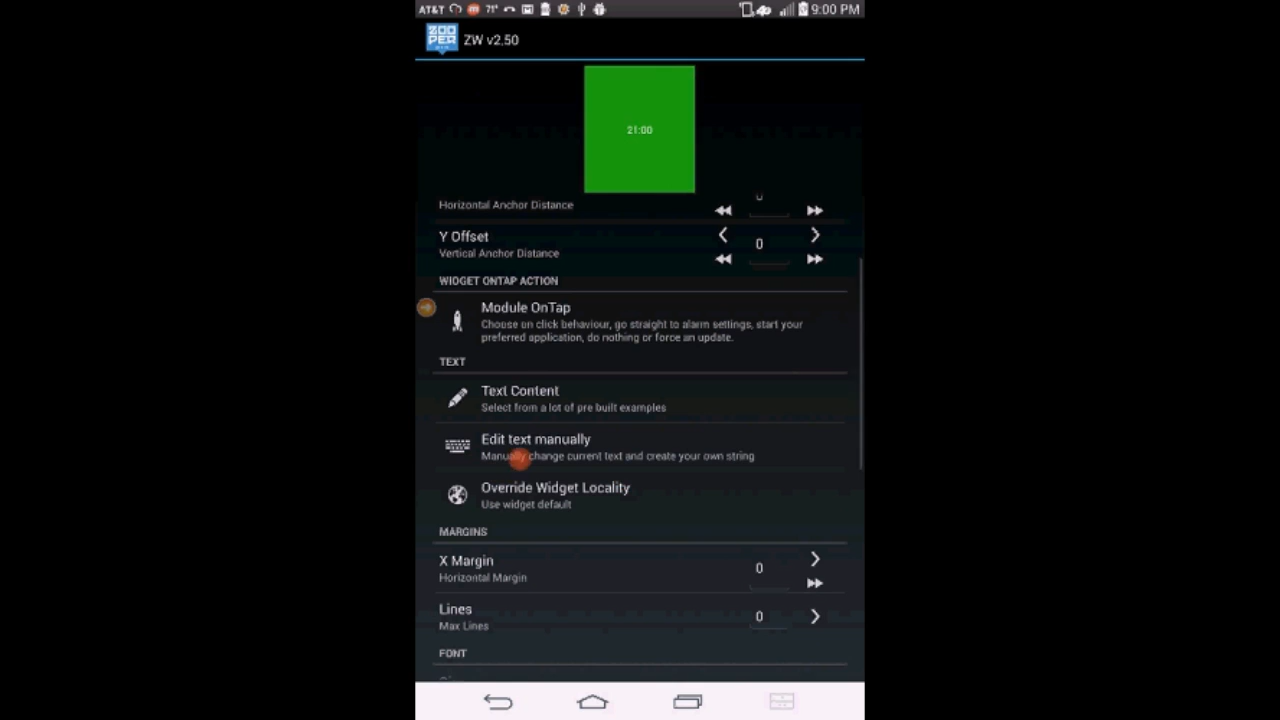 AT&T 71° 9:00 PM
ZOOPER ZW v2.50
21:00
Horizontal Anchor Distance
0
Y Offset
0
Vertical Anchor Distance
WIDGET ONTAP ACTION
Module OnTap
Choose on click behaviour, go straight to alarm settings, start your
preferred application, do nothing or force an update.
TEXT
Text Content
Select from a lot of pre built examples
Edit text manually
Manually change current text and create your own string
Override Widget Locality
Use widget default
MARGINS
X Margin
0
Horizontal Margin
Lines
0
Max Lines
FONT